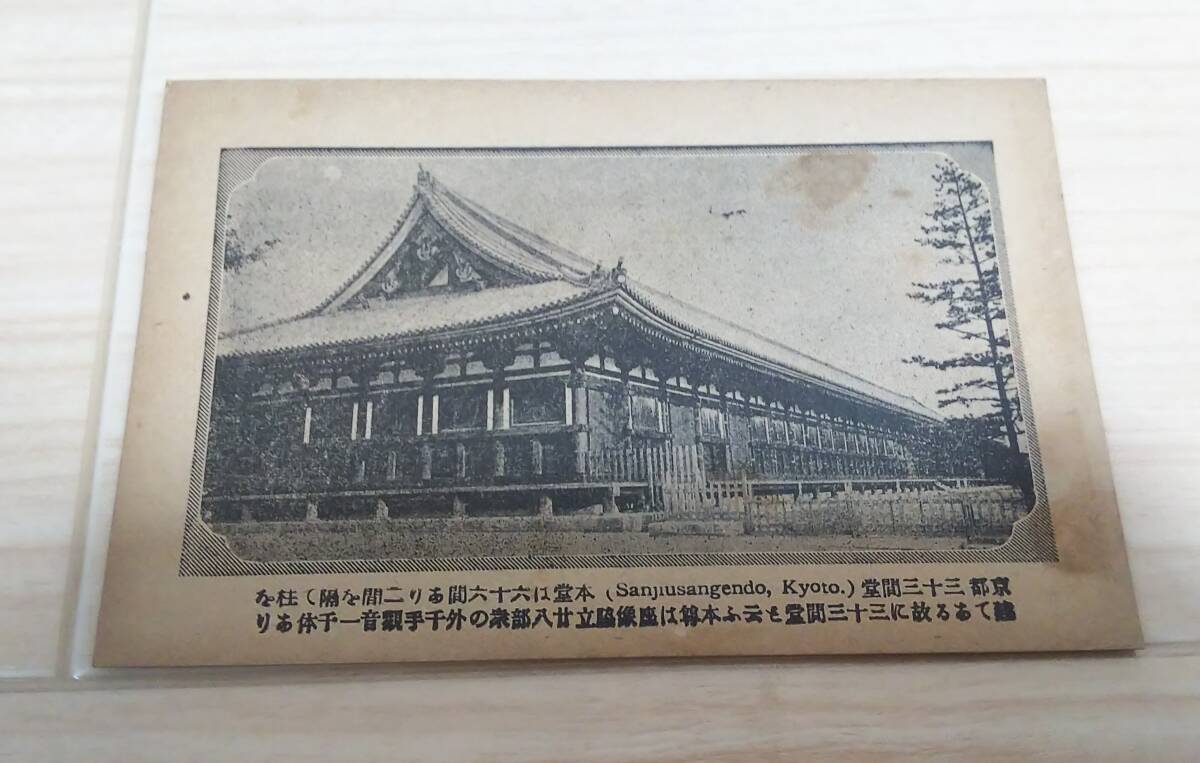 京都三十三間堂 (Sanjiusangendo, Kyoto.) 本堂は六十六間あり二間を隔て柱を
建てある故に三十三間堂と云ふ本尊は座像脇立廿八部衆の外千手觀音一千体あり